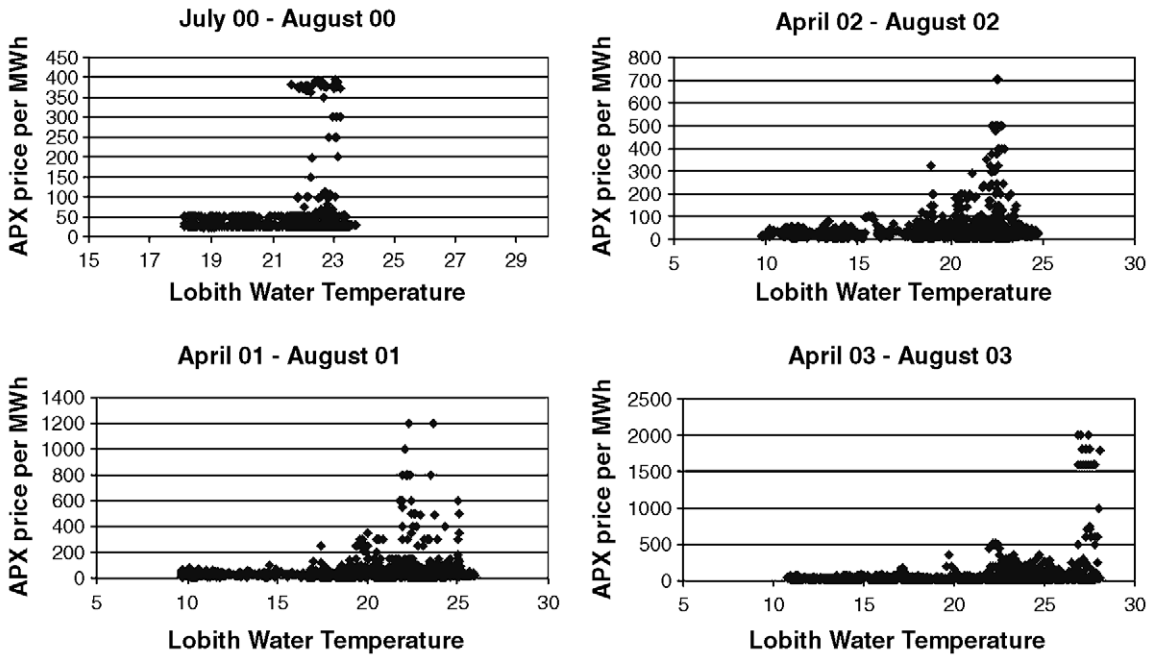 July 00 - August 00
APX price per MWh
450
400
350
300
250
200
150
100
50
0
15 17 19 21 23 25 27 29
Lobith Water Temperature
April 02 - August 02
APX price per MWh
800
700
600
500
400
300
200
100
0
5 10 15 20 25 30
Lobith Water Temperature
April 01 - August 01
APX price per MWh
1400
1200
1000
800
600
400
200
0
5 10 15 20 25 30
Lobith Water Temperature
April 03 - August 03
APX price per MWh
2500
2000
1500
1000
500
0
5 10 15 20 25 30
Lobith Water Temperature